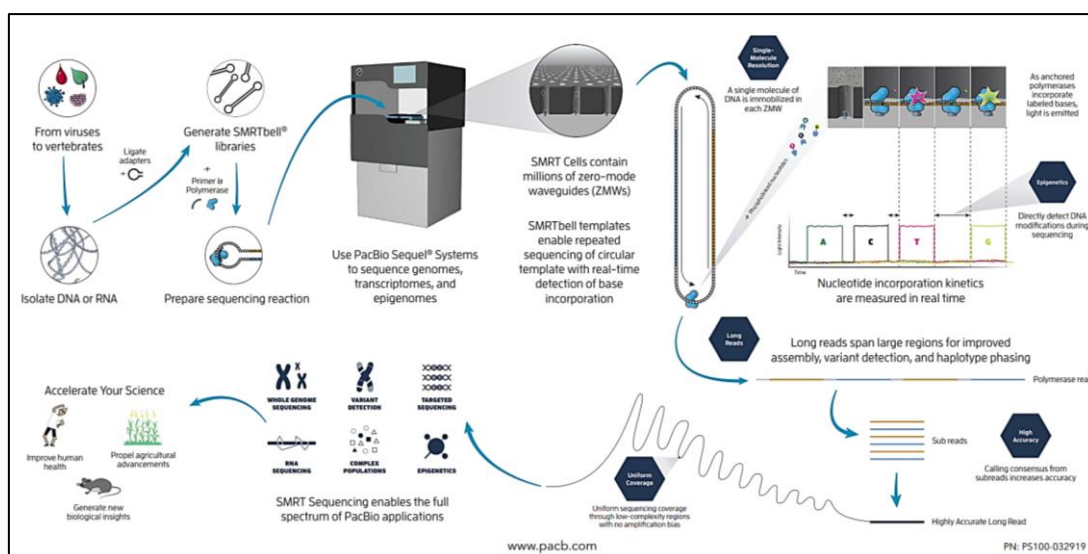 From viruses
to vertebrates
Ligate
adapters
+
Isolate DNA or RNA
Generate SMRTbell®
libraries
+
Primer &
Polymerase
Prepare sequencing reaction
Use PacBio Sequel® Systems
to sequence genomes,
transcriptomes, and
epigenomes
SMRT Cells contain
millions of zero-mode
waveguides (ZMWs)
SMRTbell templates
enable repeated
sequencing of circular
template with real-time
detection of base
incorporation
Single-
Molecule
Resolution
A single molecule of
DNA is immobilized in
each ZMW
+ Phospholinked nucleotides
As anchored
polymerases
incorporate
labeled bases,
light is emitted
Epigenetics
Directly detect DNA
modifications during
sequencing
Light Intensity
A
C
T
G
Time
Nucleotide incorporation kinetics
are measured in real time
Long
Reads
Long reads span large regions for improved
assembly, variant detection, and haplotype phasing
Polymerase rea
Sub reads
High
Accuracy
Calling consensus from
subreads increases accuracy
Highly Accurate Long Read
Uniform
Coverage
Uniform sequencing coverage
through low-complexity regions
with no amplification bias
WHOLE GENOME
SEQUENCING
VARIANT
DETECTION
TARGETED
SEQUENCING
RNA
SEQUENCING
COMPLEX
POPULATIONS
EPIGENETICS
SMRT Sequencing enables the full
spectrum of PacBio applications
Accelerate Your Science
Improve human
health
Propel agricultural
advancements
Generate new
biological insights
www.pacb.com
PN: PS100-032919